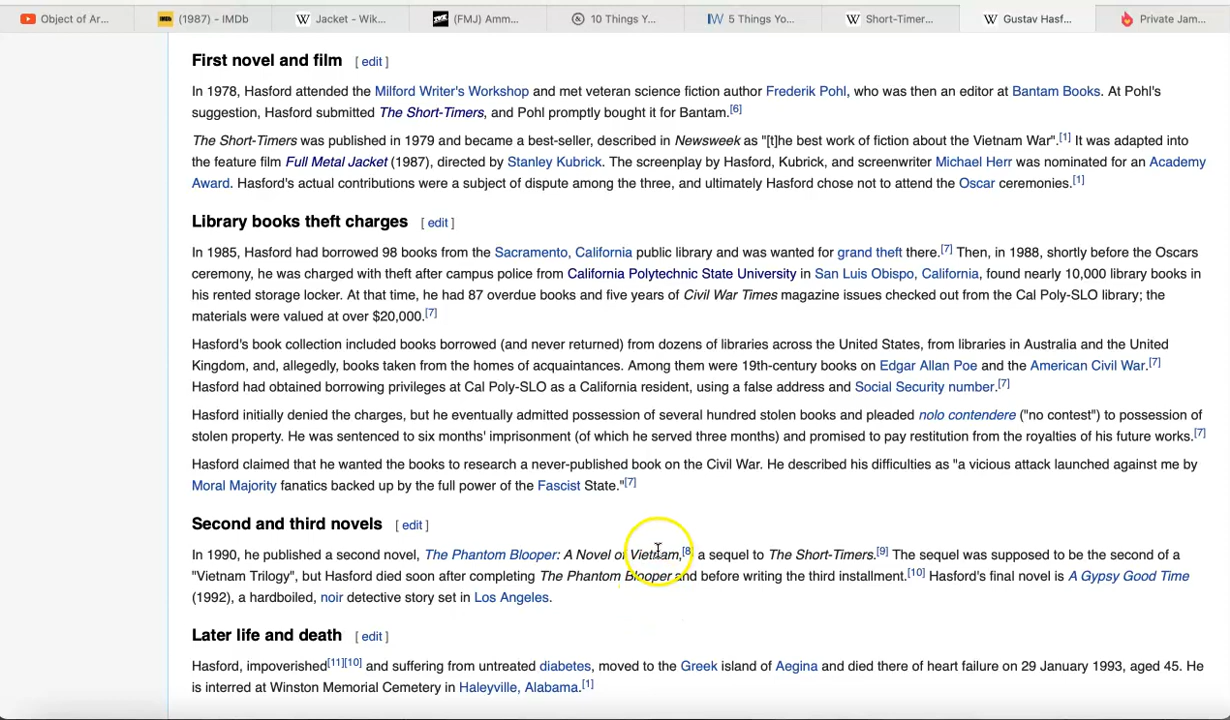 Object of Ar...
IMDb (1987) - IMDb
W Jacket - Wik...
(FMJ) Amm...
10 Things Y...
W 5 Things Yo...
W Short-Timer...
W Gustav Hasf...
Private Jam...
First novel and film [ edit ]
In 1978, Hasford attended the Milford Writer's Workshop and met veteran science fiction author Frederik Pohl, who was then an editor at Bantam Books. At Pohl's
suggestion, Hasford submitted The Short-Timers, and Pohl promptly bought it for Bantam.[6]
The Short-Timers was published in 1979 and became a best-seller, described in Newsweek as "[t]he best work of fiction about the Vietnam War".[1] It was adapted into
the feature film Full Metal Jacket (1987), directed by Stanley Kubrick. The screenplay by Hasford, Kubrick, and screenwriter Michael Herr was nominated for an Academy
Award. Hasford's actual contributions were a subject of dispute among the three, and ultimately Hasford chose not to attend the Oscar ceremonies.[1]
Library books theft charges [ edit ]
In 1985, Hasford had borrowed 98 books from the Sacramento, California public library and was wanted for grand theft there.[7] Then, in 1988, shortly before the Oscars
ceremony, he was charged with theft after campus police from California Polytechnic State University in San Luis Obispo, California, found nearly 10,000 library books in
his rented storage locker. At that time, he had 87 overdue books and five years of Civil War Times magazine issues checked out from the Cal Poly-SLO library; the
materials were valued at over $20,000.[7]
Hasford's book collection included books borrowed (and never returned) from dozens of libraries across the United States, from libraries in Australia and the United
Kingdom, and, allegedly, books taken from the homes of acquaintances. Among them were 19th-century books on Edgar Allan Poe and the American Civil War.[7]
Hasford had obtained borrowing privileges at Cal Poly-SLO as a California resident, using a false address and Social Security number.[7]
Hasford initially denied the charges, but he eventually admitted possession of several hundred stolen books and pleaded nolo contendere ("no contest") to possession of
stolen property. He was sentenced to six months' imprisonment (of which he served three months) and promised to pay restitution from the royalties of his future works.[7]
Hasford claimed that he wanted the books to research a never-published book on the Civil War. He described his difficulties as "a vicious attack launched against me by
Moral Majority fanatics backed up by the full power of the Fascist State."[7]
Second and third novels [ edit ]
In 1990, he published a second novel, The Phantom Blooper: A Novel of Vietnam,[8] a sequel to The Short-Timers.[9] The sequel was supposed to be the second of a
"Vietnam Trilogy", but Hasford died soon after completing The Phantom Blooper and before writing the third installment.[10] Hasford's final novel is A Gypsy Good Time
(1992), a hardboiled, noir detective story set in Los Angeles.
Later life and death [ edit ]
Hasford, impoverished[11][10] and suffering from untreated diabetes, moved to the Greek island of Aegina and died there of heart failure on 29 January 1993, aged 45. He
is interred at Winston Memorial Cemetery in Haleyville, Alabama.[1]